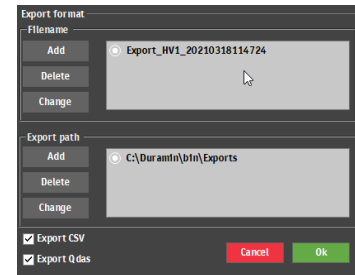 Export format
Filename
Add
Export_HV1_20210318114724
Delete
Change
Export path
Add
C:\Duramin\bin\Exports
Delete
Change
Export CSV
Export Qdas
Cancel
Ok